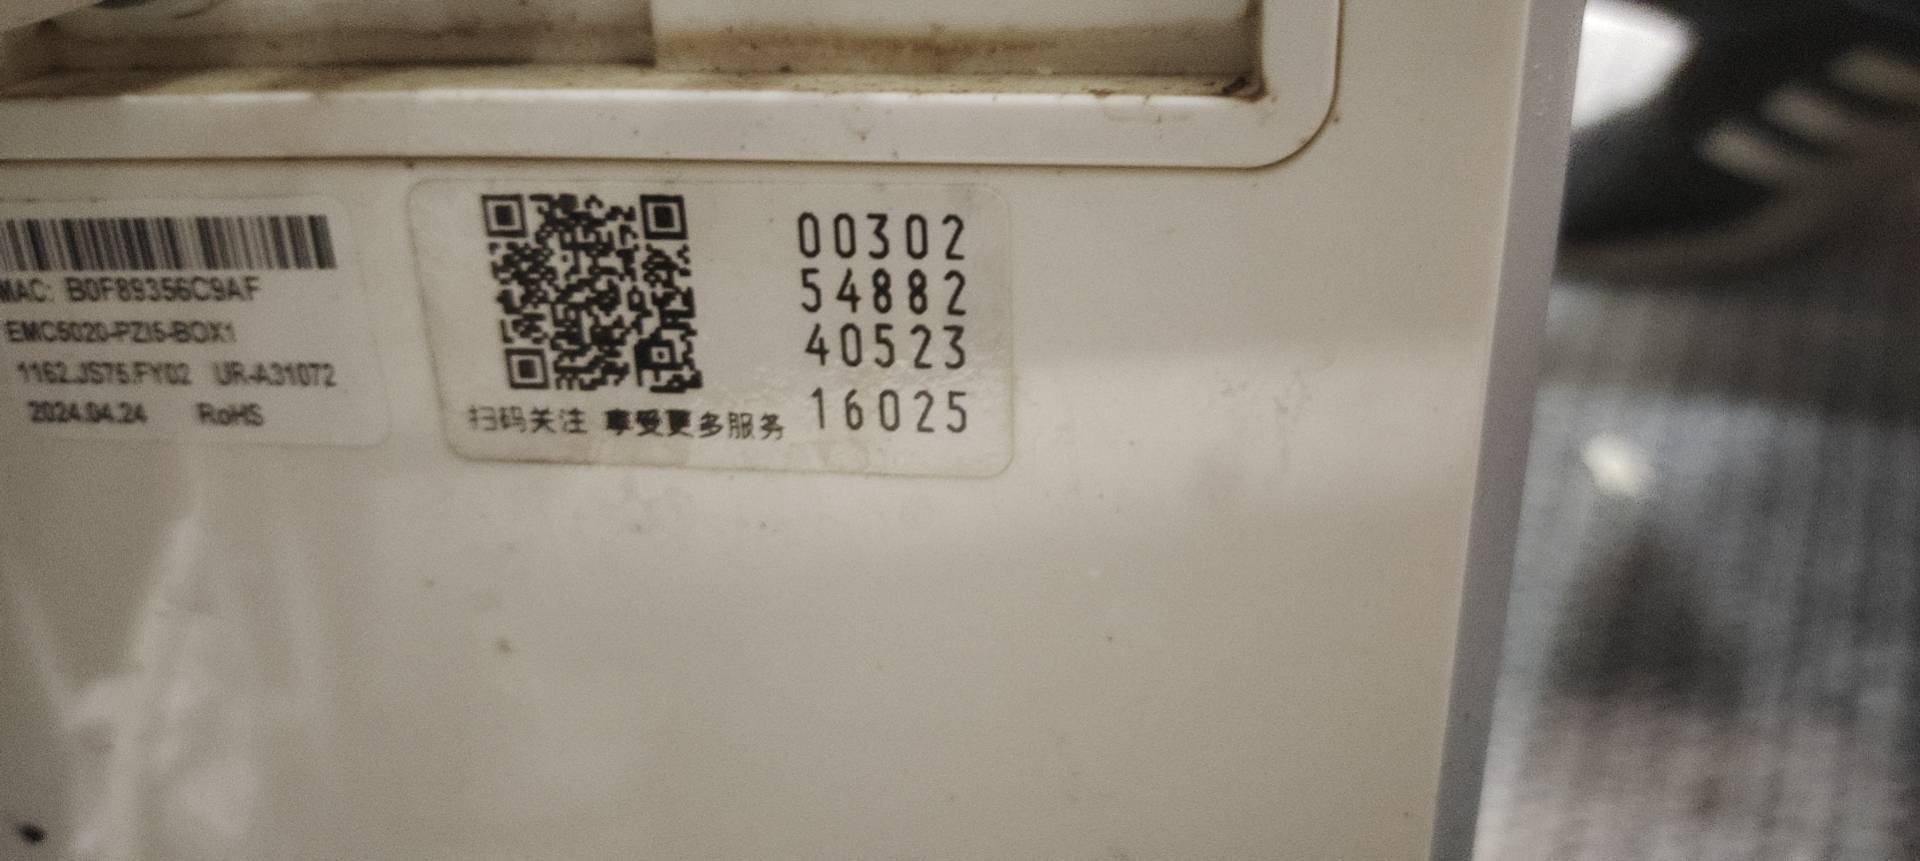 MAC: B0F89356C9AF
EMC5020-PZI5-BOX1
1162.JS75.FY02 UR-A31072
2024.04.24 RoHS
00302
54882
40523
16025
扫码关注 享受更多服务